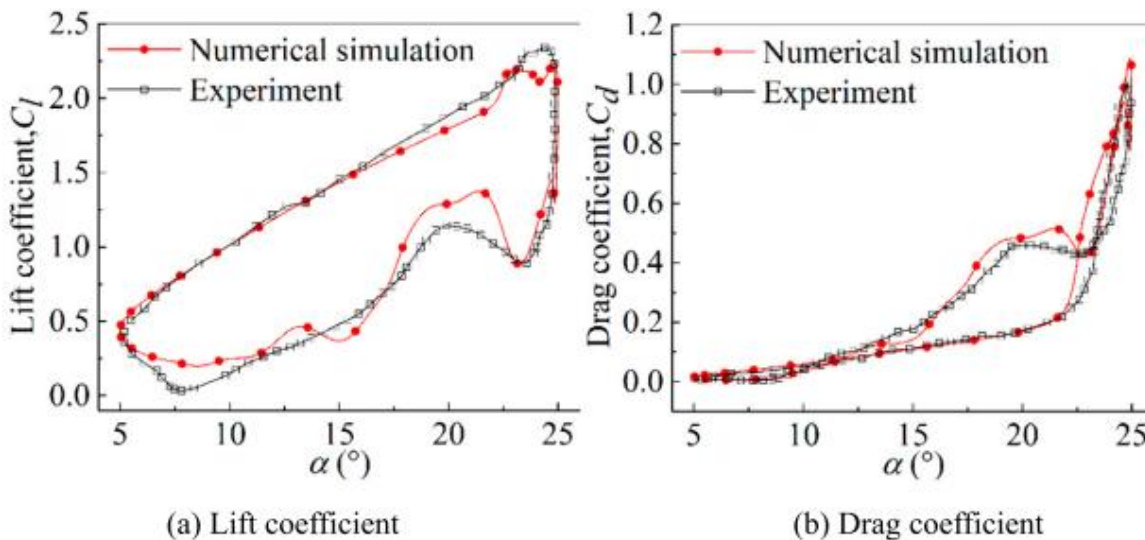 2.5
2.0
1.5
1.0
0.5
0.0
Lift coefficient,Cl
Numerical simulation
Experiment
5 10 15 20 25
α (°)
(a) Lift coefficient
1.2
1.0
0.8
0.6
0.4
0.2
0.0
Drag coefficient,Cd
Numerical simulation
Experiment
5 10 15 20 25
α (°)
(b) Drag coefficient